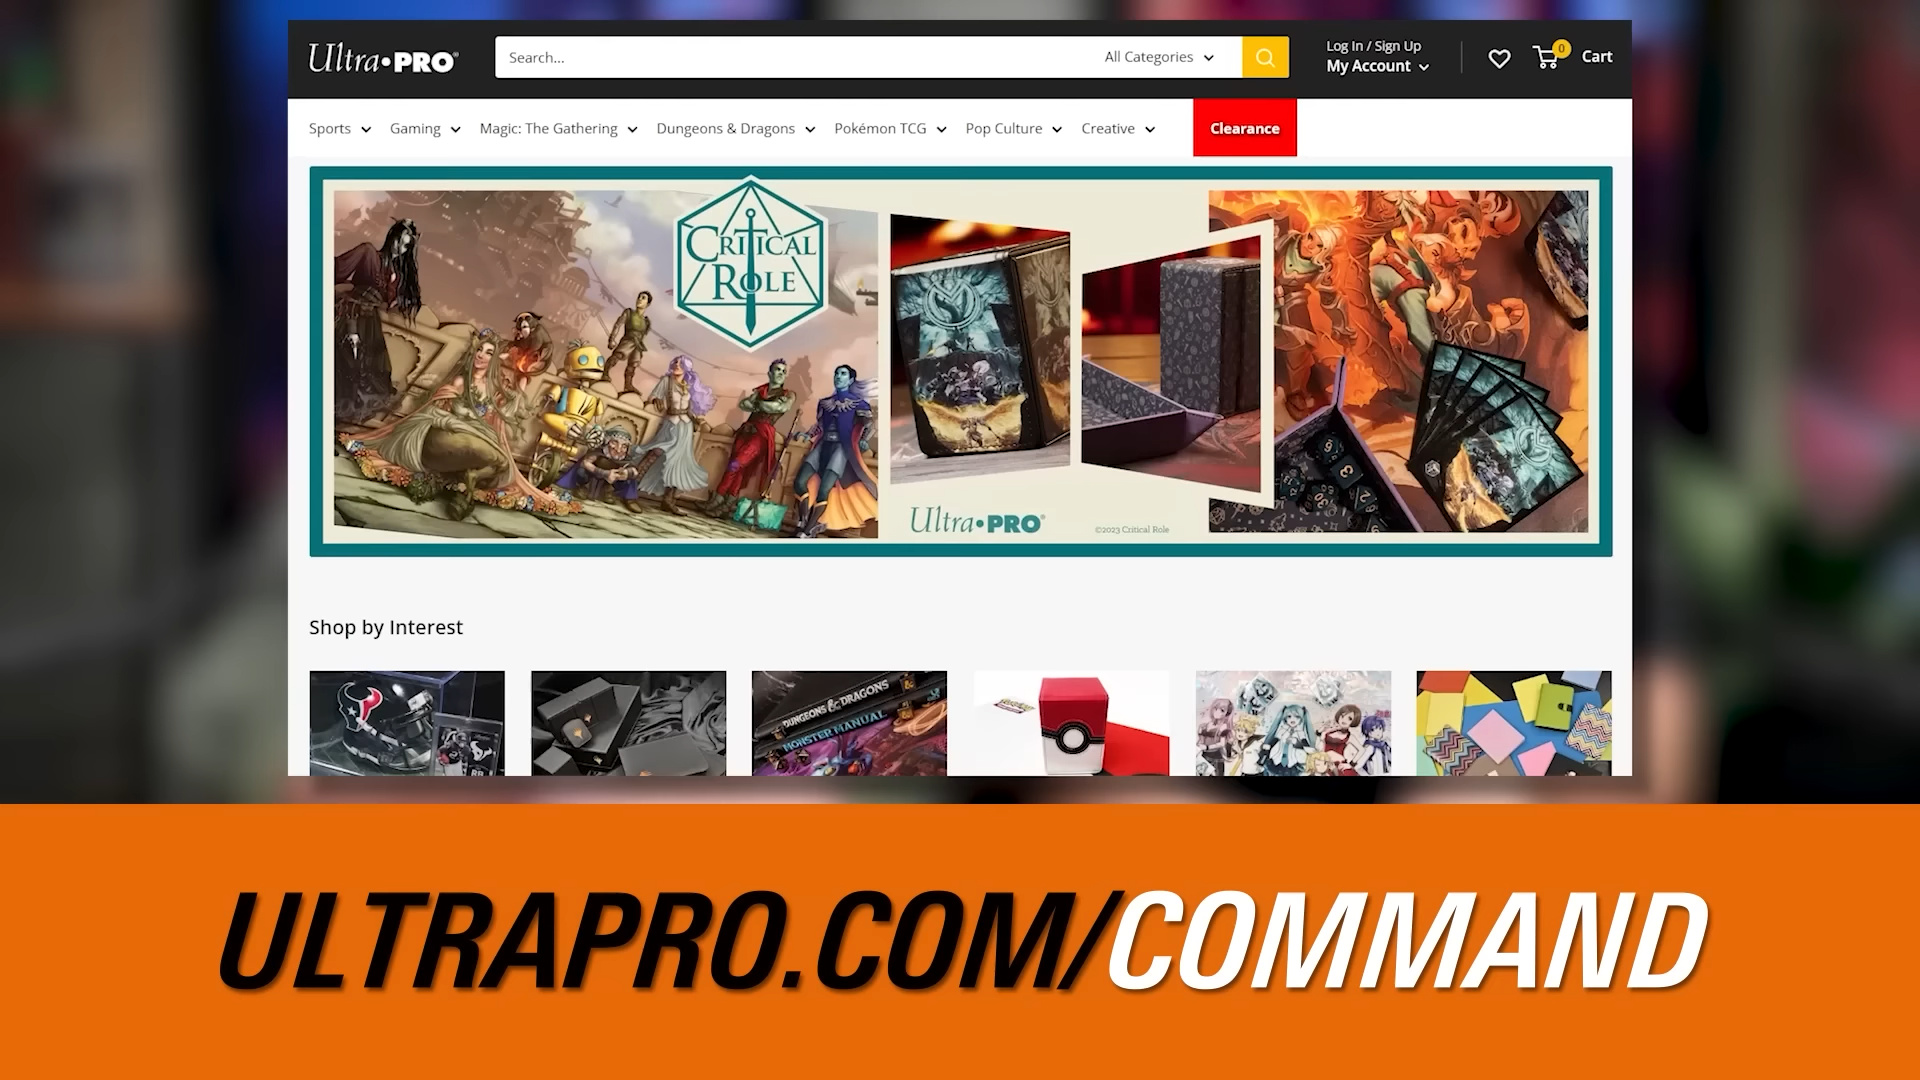 Ultra•PRO®
Search...
All Categories
Log In / Sign Up
My Account
0
Cart
Sports
Gaming
Magic: The Gathering
Dungeons & Dragons
Pokémon TCG
Pop Culture
Creative
Clearance
CRITICAL
ROLE
Ultra•PRO®
©2023 Critical Role
Shop by Interest
DUNGEONS & DRAGONS
MONSTER MANUAL
ULTRAPRO.COM/COMMAND